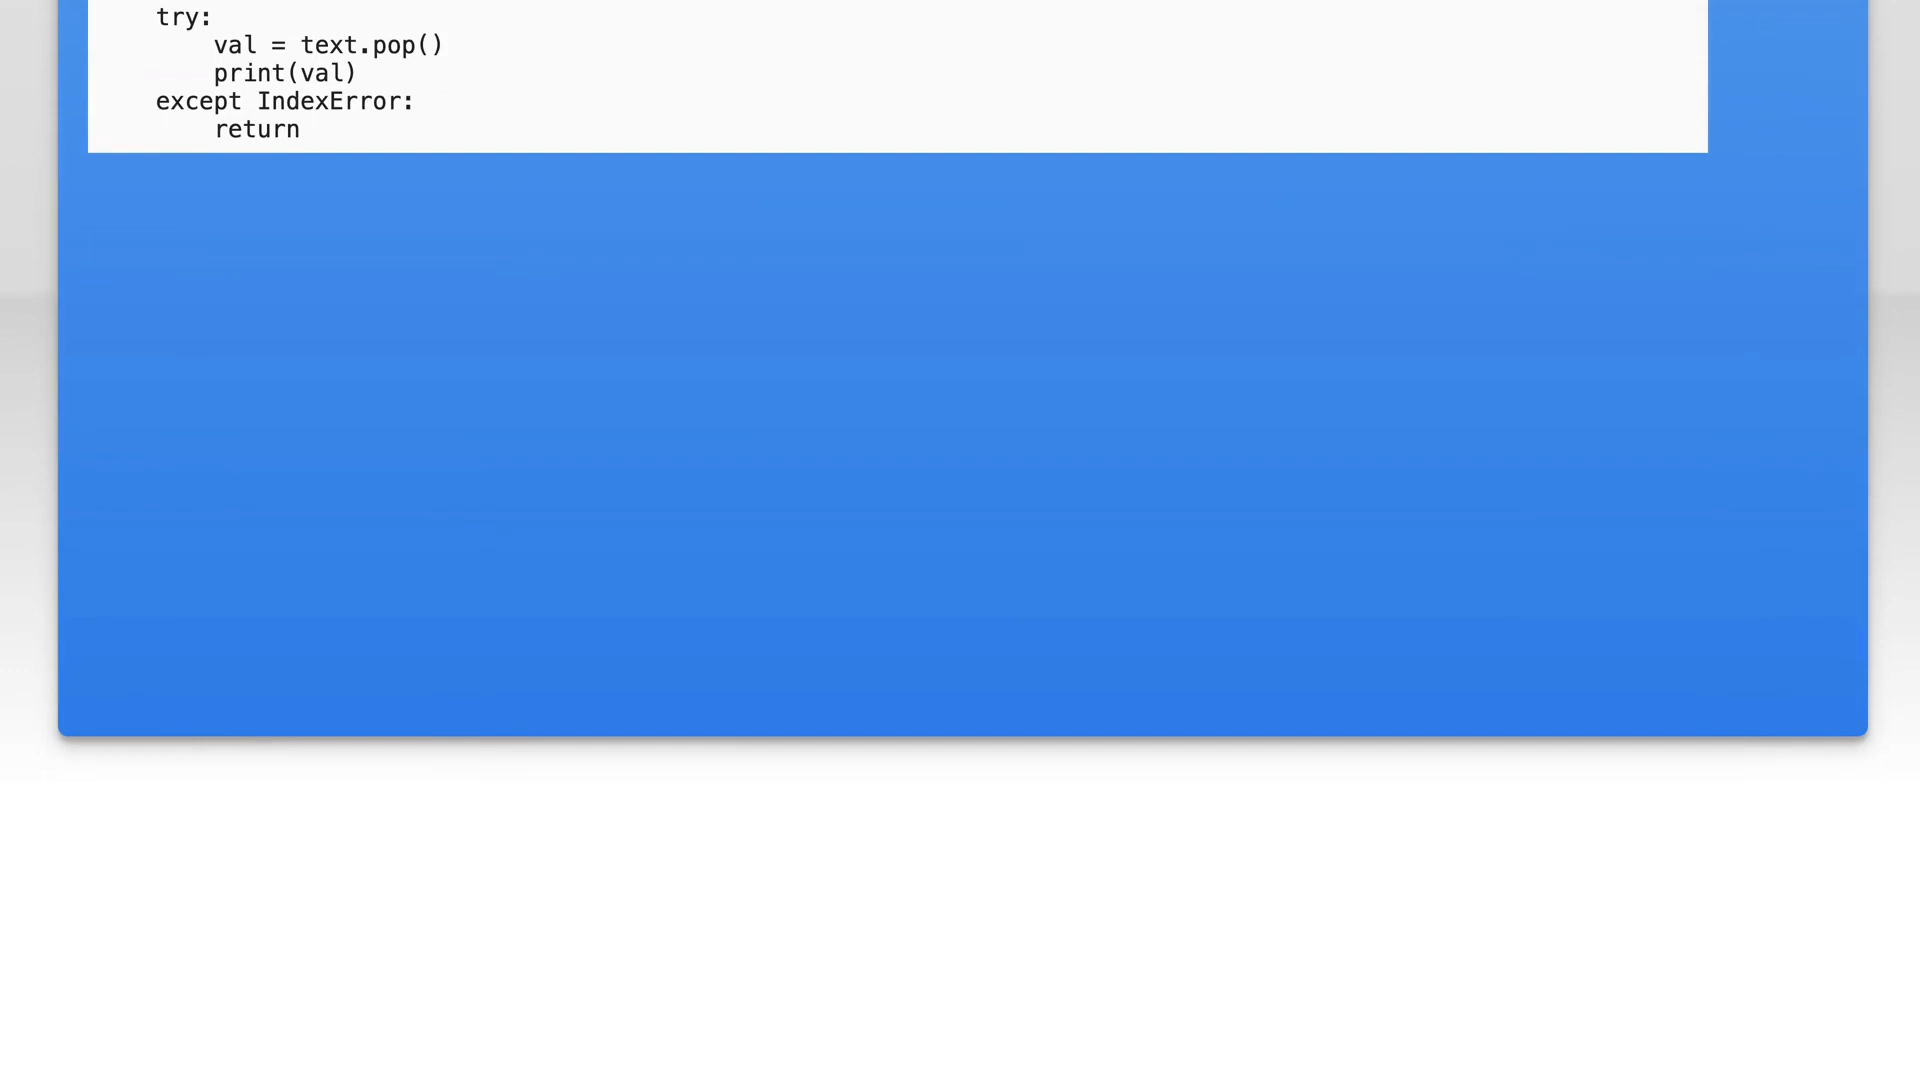 try:
    val = text.pop()
    print(val)
except IndexError:
    return